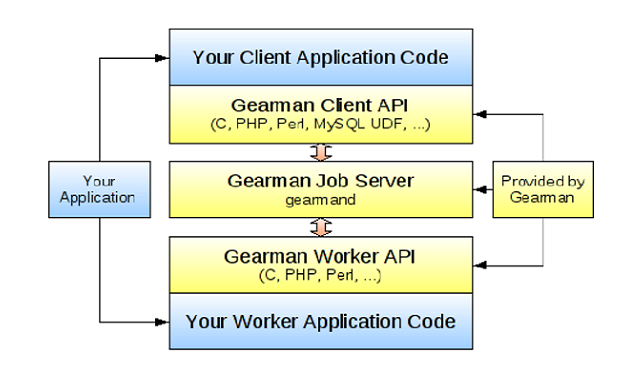 Your Client Application Code
Gearman Client API
(C, PHP, Perl, MySQL UDF, ...)
Your
Application
Gearman Job Server
gearmand
Provided by
Gearman
Gearman Worker API
(C, PHP, Perl, ...)
Your Worker Application Code